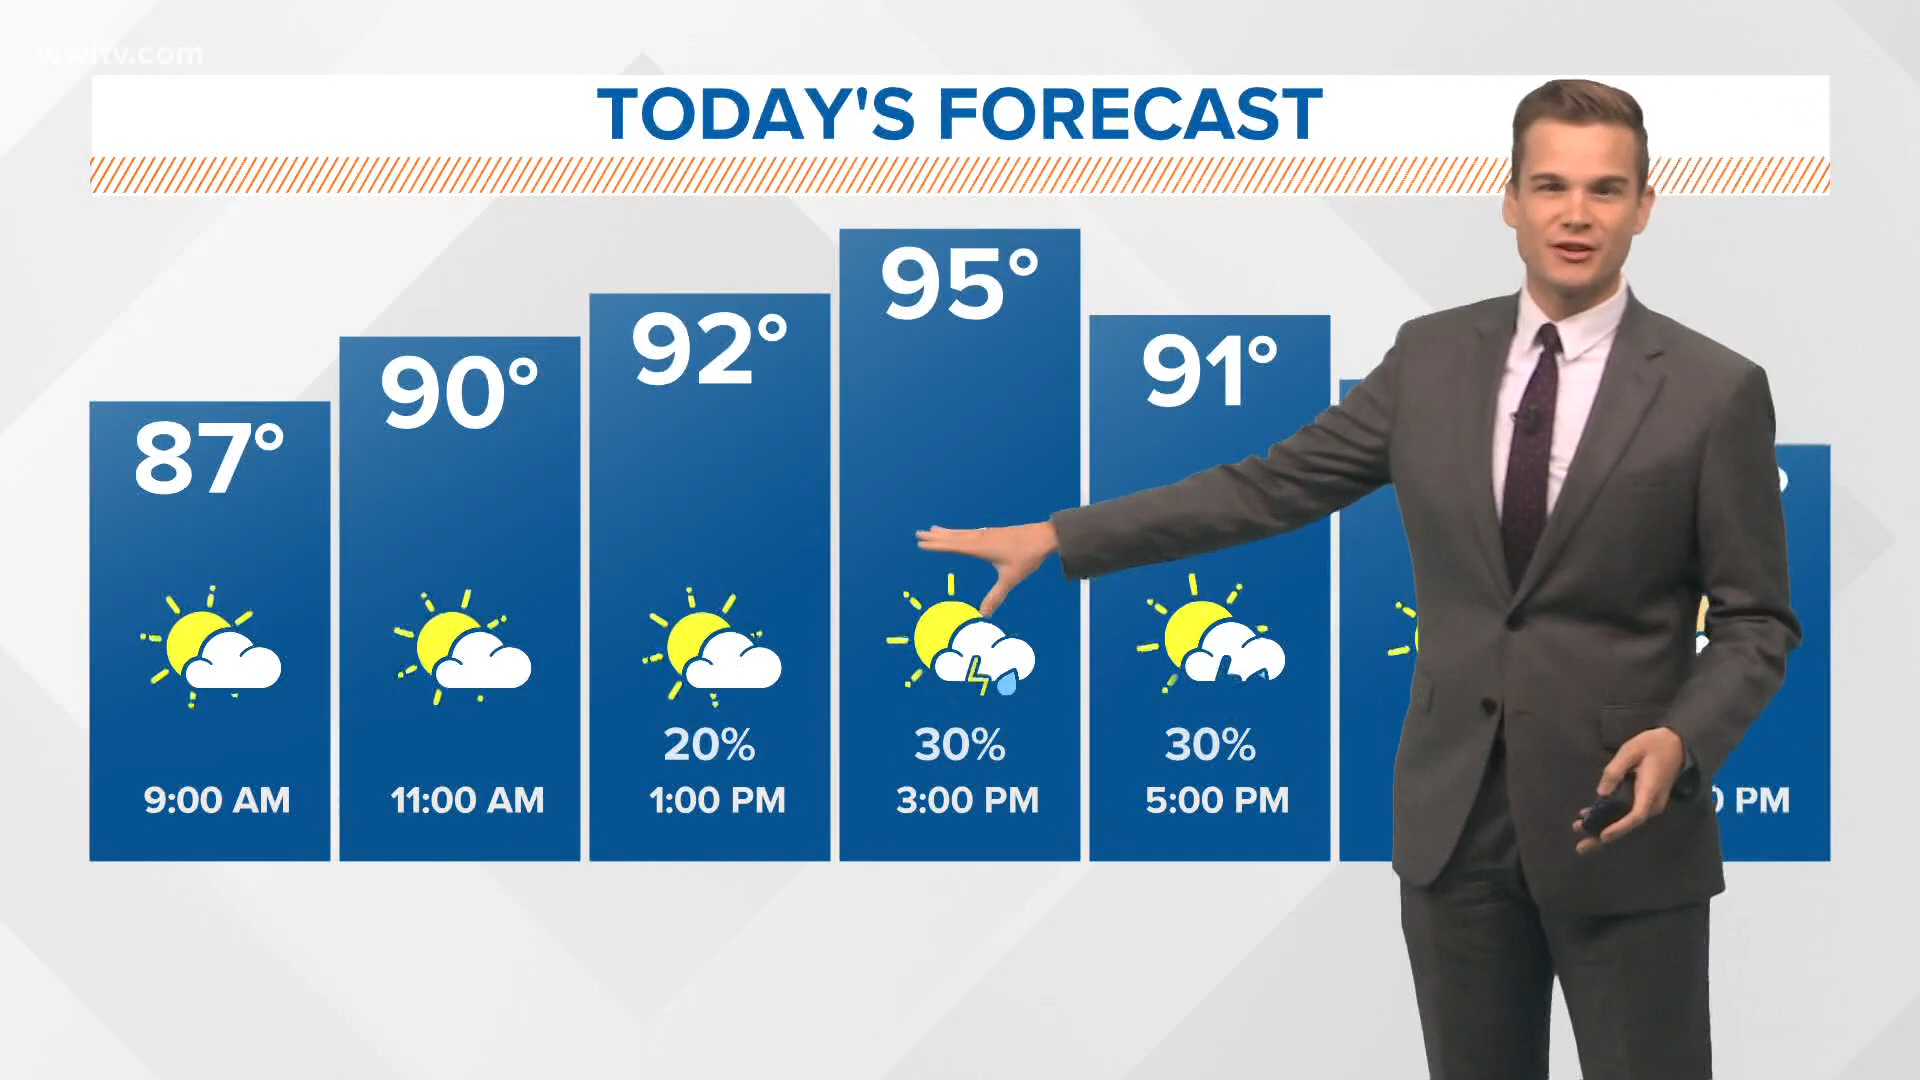 wwltv.com
TODAY'S FORECAST
87° 90° 92° 95° 91°
20% 30% 30%
9:00 AM 11:00 AM 1:00 PM 3:00 PM 5:00 PM PM